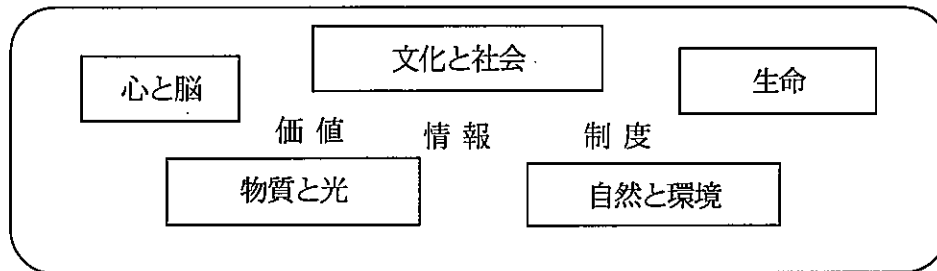 文化と社会
心と脳
生命
価値 情報 制度
物質と光
自然と環境